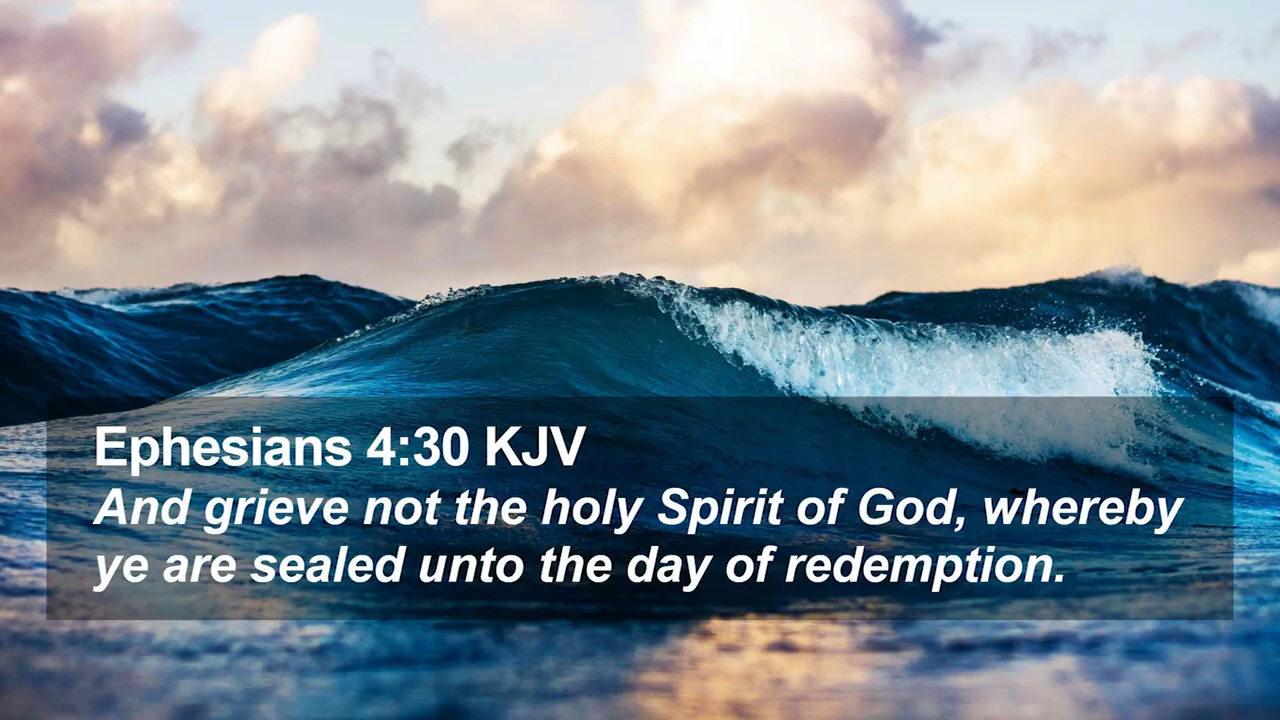 Ephesians 4:30 KJV
And grieve not the holy Spirit of God, whereby
ye are sealed unto the day of redemption.